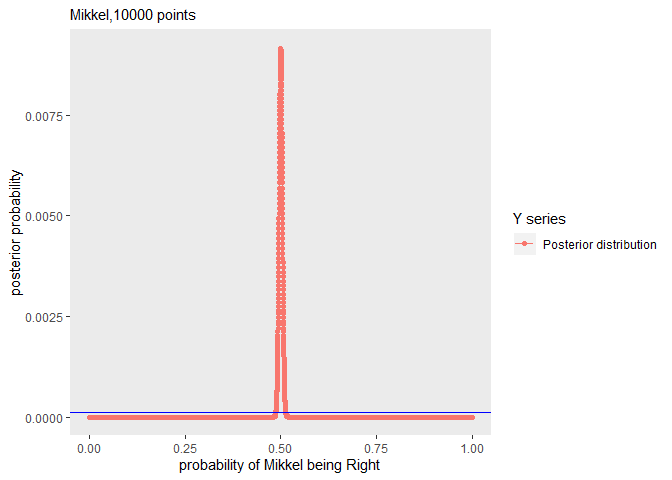 Mikkel,10000 points
posterior probability
0.0075
0.0050
0.0025
0.0000
0.00 0.25 0.50 0.75 1.00
probability of Mikkel being Right
Y series
Posterior distribution